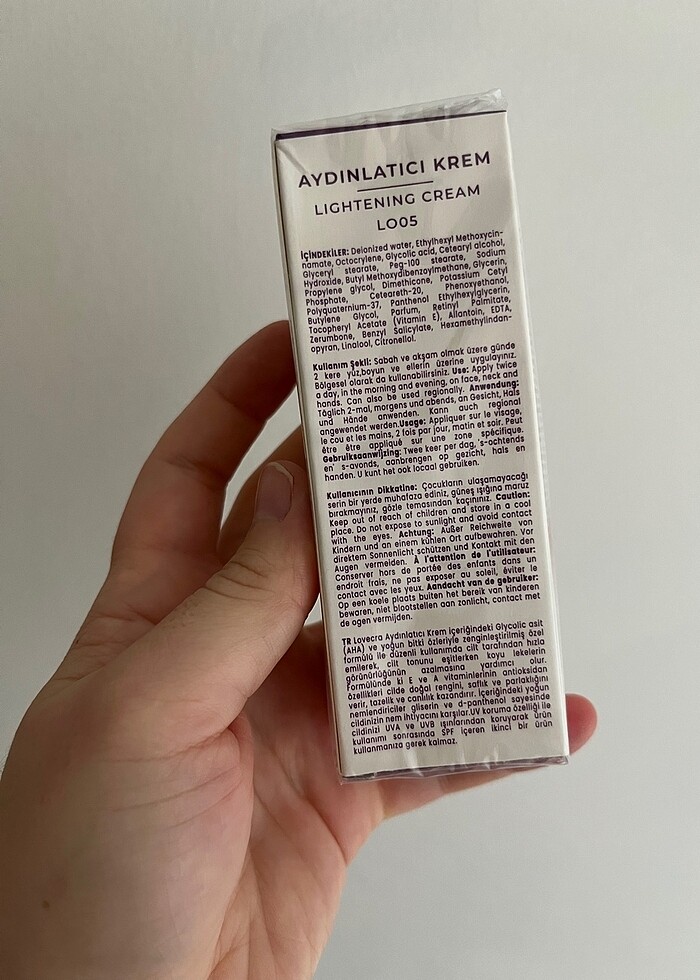 AYDINLATICI KREM
LIGHTENING CREAM
LO05
İÇİNDEKİLER: Deionized water, Ethylhexyl Methoxycin-
namate, Octocrylene, Glycolic acid, Cetearyl alcohol,
Glyceryl stearate, Peg-100 stearate, Sodium
Hydroxide, Butyl Methoxydibenzoylmethane, Glycerin,
Propylene glycol, Dimethicone, Potassium Cetyl
Phosphate, Ceteareth-20, Phenoxyethanol,
Polyquaternium-37, Panthenol Ethylhexylglycerin,
Butylene Glycol, Parfum, Retinyl Palmitate,
Tocopheryl Acetate (Vitamin E), Allantoin, EDTA,
Zerumbone, Benzyl Salicylate, Hexamethylindan-
opyran, Linalool, Citronellol.
Kullanım Şekli: Sabah ve akşam olmak üzere günde
2 kere yüz,boyun ve ellerin üzerine uygulayınız.
Bölgesel olarak da kullanabilirsiniz. Use: Apply twice
a day, in the morning and evening, on face, neck and
hands. Can also be used regionally. Anwendung:
Täglich 2-mal, morgens und abends, an Gesicht, Hals
und Hände anwenden. Kann auch regional
angewendet werden.Usage: Appliquer sur le visage,
le cou et les mains, 2 fois par jour, matin et soir. Peut
être être appliqué sur une zone spécifique.
Gebruiksaanwijzing: Twee keer per dag, 's-ochtends
en' s-avonds, aanbrengen op gezicht, hals en
handen. U kunt het ook locaal gebruiken.
Kullanıcının Dikkatine: Çocukların ulaşamayacağı
serin bir yerde muhafaza ediniz, güneş ışığına maruz
bırakmayınız, gözle temasından kaçınınız. Caution:
Keep out of reach of children and store in a cool
place. Do not expose to sunlight and avoid contact
with the eyes. Achtung: Außer Reichweite von
Kindern und an einem kühlen Ort aufbewahren. Vor
direktem Sonnenlicht schützen und Kontakt mit den
Augen vermeiden. À l'attention de l'utilisateur:
Conserver hors de portée des enfants dans un
endroit frais, ne pas exposer au soleil, éviter le
contact avec les yeux. Aandacht van de gebruiker:
Op een koele plaats buiten het bereik van kinderen
bewaren, niet blootstellen aan zonlicht, contact met
de ogen vermijden.
TR Lovecra Aydınlatıcı Krem içeriğindeki Glycolic asit
(AHA) ve yoğun bitki özleriyle zenginleştirilmiş özel
formülü ile düzenli kullanımda cilt tarafından hızla
emilerek, cilt tonunu eşitlerken koyu lekelerin
görünürlüğünün azalmasına yardımcı olur.
Formülünde ki E ve A vitaminlerinin antioksidan
özellikleri cilde doğal rengini, saflık ve parlaklığını
verir, tazelik ve canlılık kazandırır. İçeriğindeki yoğun
nemlendiriciler gliserin ve d-panthenol sayesinde
cildinizin nem ihtiyacını karşılar.UV koruma özelliği ile
cildinizi UVA ve UVB ışınlarından koruyarak ürün
kullanımı sonrasında SPF içeren ikinci bir ürün
kullanmanıza gerek kalmaz.